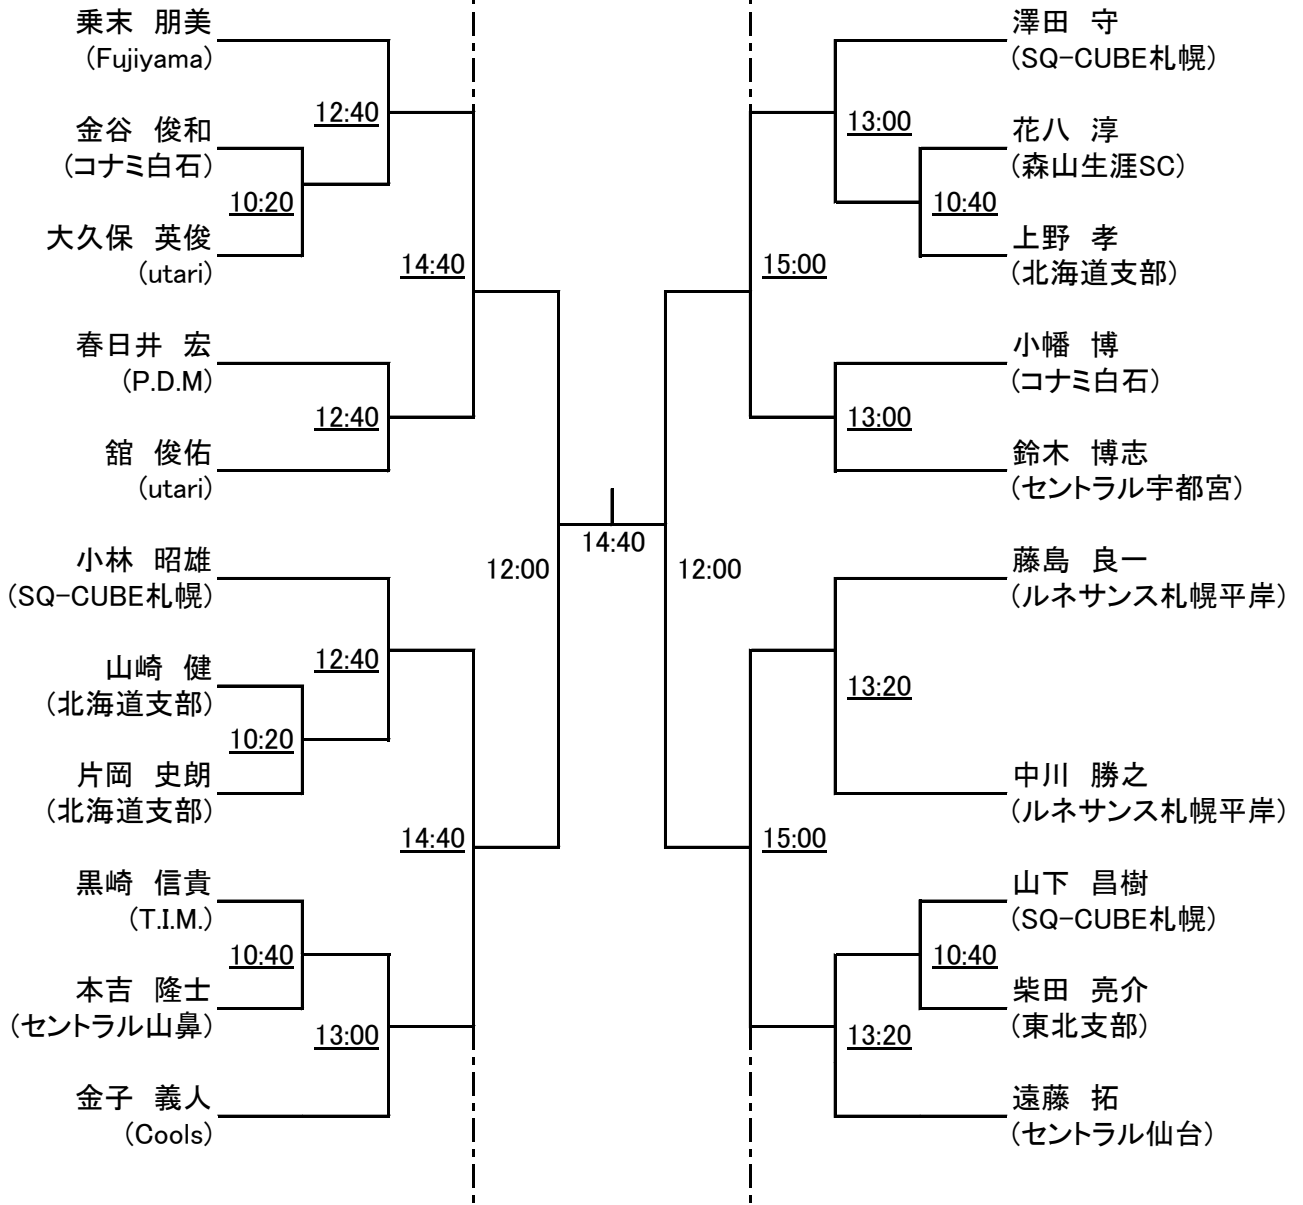 乗末 朋美
(Fujiyama)
12:40
金谷 俊和
(コナミ白石)
10:20
大久保 英俊
(utari)
14:40
春日井 宏
(P.D.M)
12:40
舘 俊佑
(utari)
小林 昭雄
(SQ-CUBE札幌)
12:40
山崎 健
(北海道支部)
10:20
片岡 史朗
(北海道支部)
14:40
黒崎 信貴
(T.I.M.)
10:40
本吉 隆士
(セントラル山鼻)
13:00
金子 義人
(Cools)
12:00
14:40
12:00
澤田 守
(SQ-CUBE札幌)
13:00
花八 淳
(森山生涯SC)
10:40
上野 孝
(北海道支部)
15:00
小幡 博
(コナミ白石)
13:00
鈴木 博志
(セントラル宇都宮)
藤島 良一
(ルネサンス札幌平岸)
13:20
中川 勝之
(ルネサンス札幌平岸)
15:00
山下 昌樹
(SQ-CUBE札幌)
10:40
柴田 亮介
(東北支部)
13:20
遠藤 拓
(セントラル仙台)